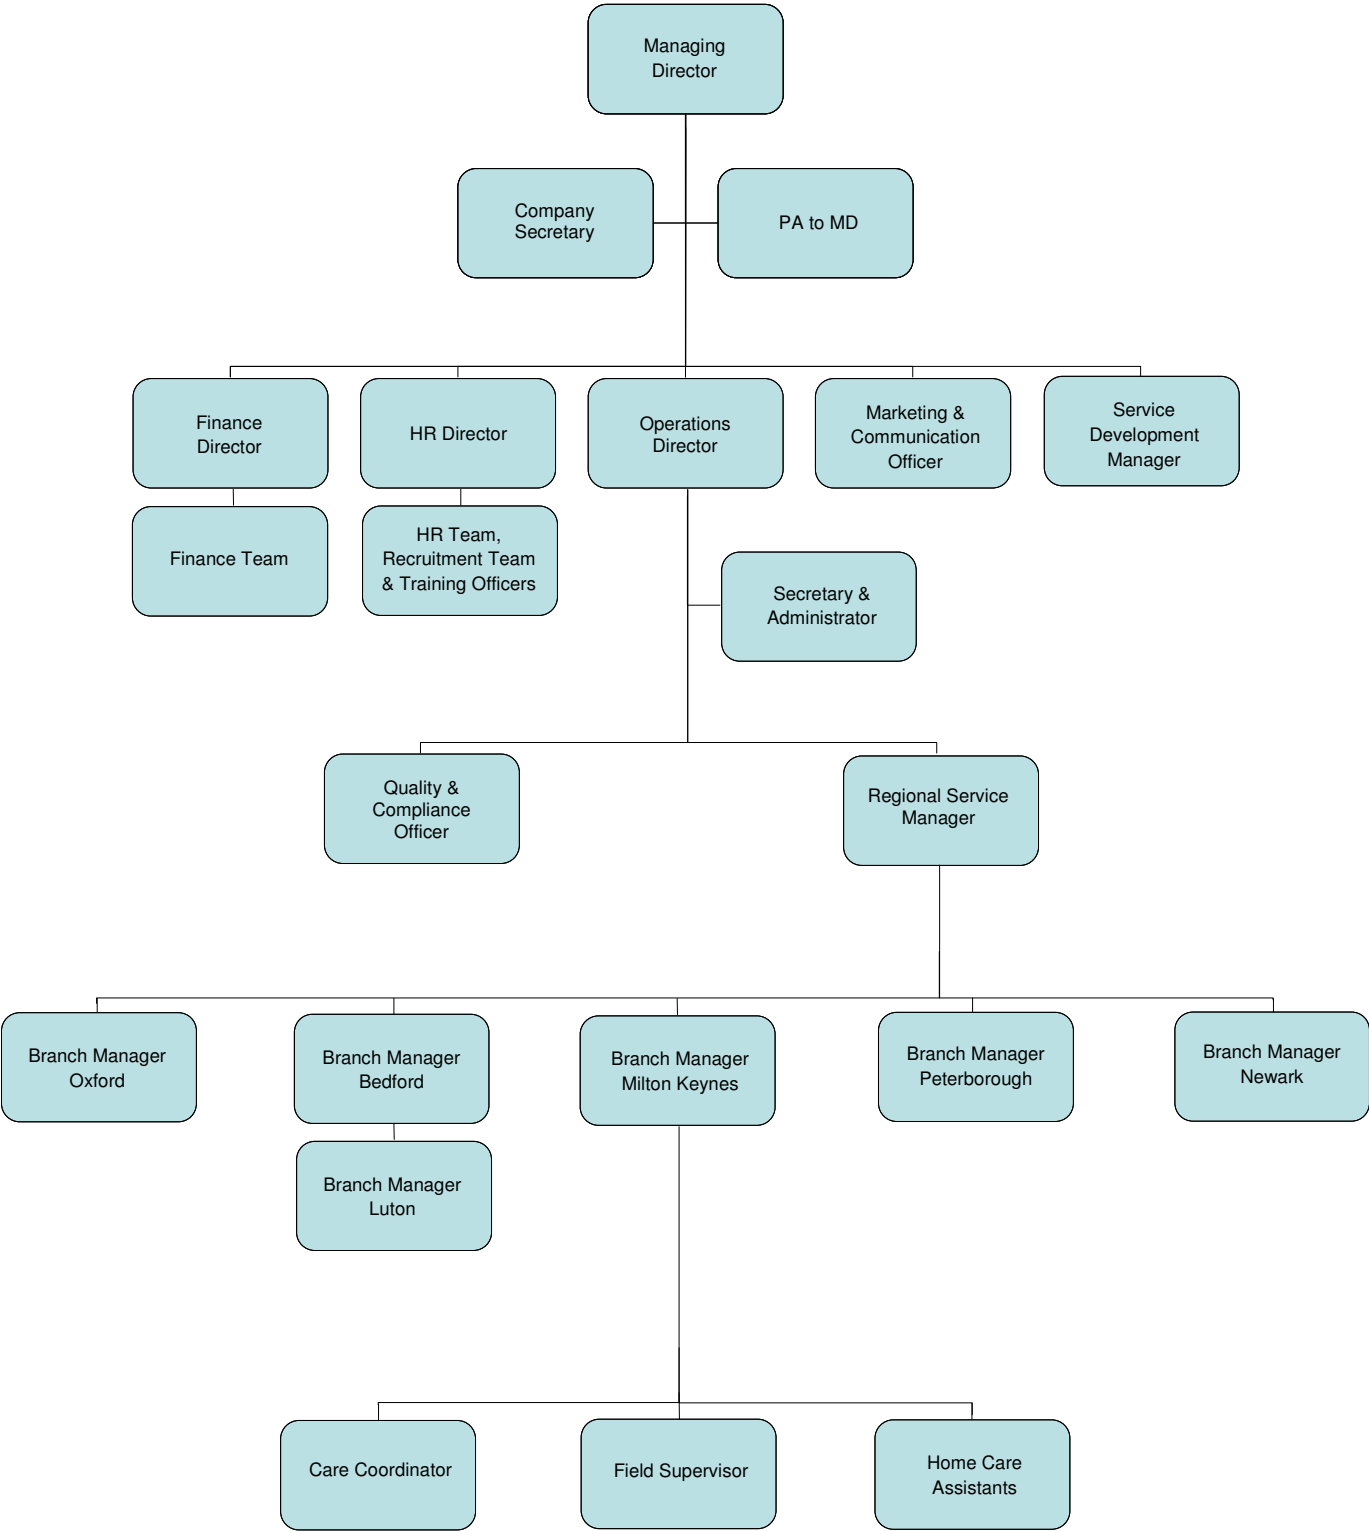 Managing
Director
Company
Secretary
PA to MD
Finance
Director
HR Director
Operations
Director
Marketing &
Communication
Officer
Service
Development
Manager
Finance Team
HR Team,
Recruitment Team
& Training Officers
Secretary &
Administrator
Quality &
Compliance
Officer
Regional Service
Manager
Branch Manager
Oxford
Branch Manager
Bedford
Branch Manager
Milton Keynes
Branch Manager
Peterborough
Branch Manager
Newark
Branch Manager
Luton
Care Coordinator
Field Supervisor
Home Care
Assistants